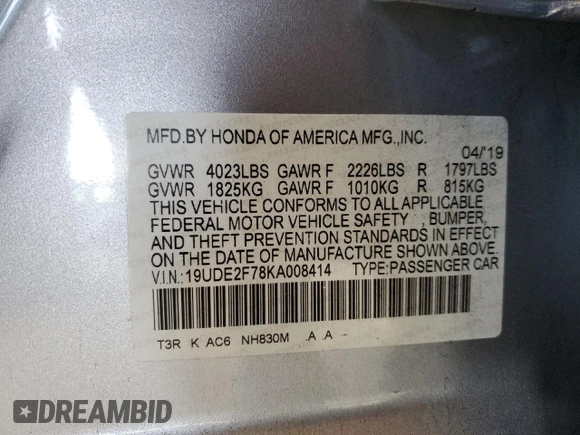 MFD.BY HONDA OF AMERICA MFG.,INC.
04/'19
GVWR 4023LBS GAWR F 2226LBS R 1797LBS
GVWR 1825KG GAWR F 1010KG R 815KG
THIS VEHICLE CONFORMS TO ALL APPLICABLE
FEDERAL MOTOR VEHICLE SAFETY , BUMPER,
AND THEFT PREVENTION STANDARDS IN EFFECT
ON THE DATE OF MANUFACTURE SHOWN ABOVE.
V.I.N.:19UDE2F78KA008414 TYPE:PASSENGER CAR
T3R K AC6 NH830M .A .A
DREAMBID